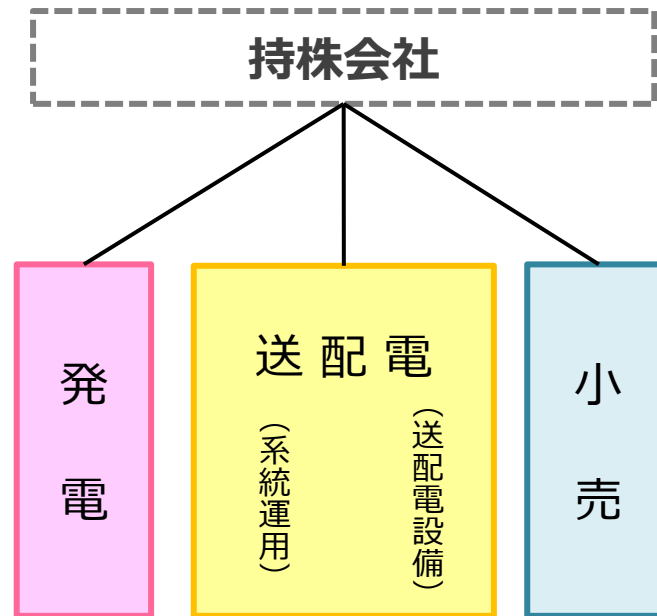 持株会社
発電
送配電
（系統運用）
（送配電設備）
小売